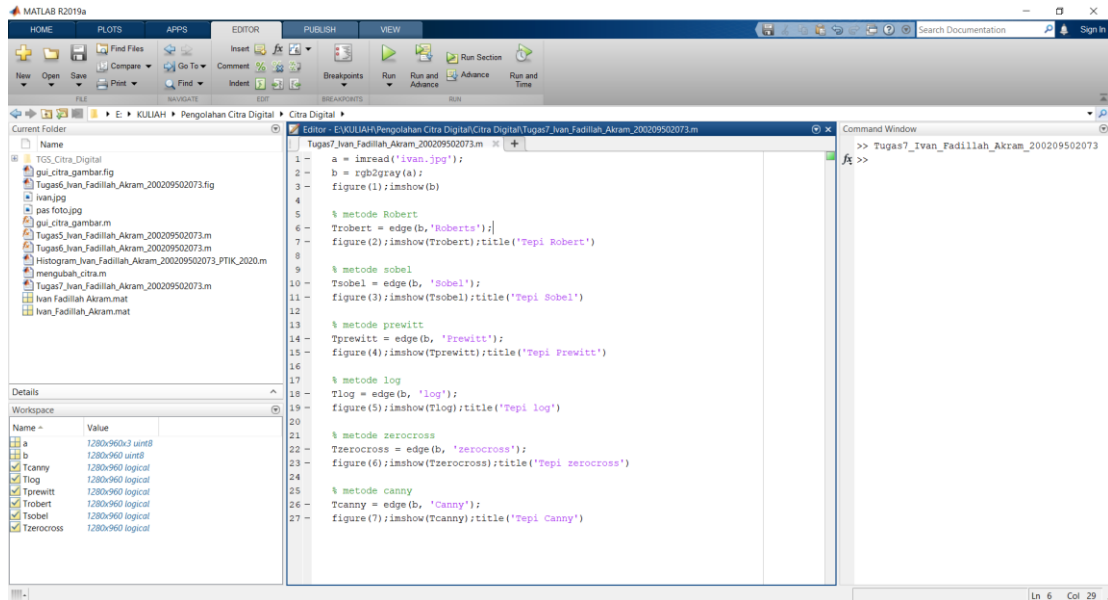 MATLAB R2019a
HOME PLOTS APPS EDITOR PUBLISH VIEW
Search Documentation
Sign In
New Open Save
Find Files
Compare
Print
Go To
Find
Insert fx
Comment
Indent
Breakpoints
Run
Run and Advance
Run Section
Advance
Run and Time
FILE NAVIGATE EDIT BREAKPOINTS RUN
E: KULIAH Pengolahan Citra Digital Citra Digital
Current Folder
Name
TGS_Citra_Digital
gui_citra_gambar.fig
Tugas6_Ivan_Fadillah_Akram_200209502073.fig
ivan.jpg
pas foto.jpg
gui_citra_gambar.m
Tugas5_Ivan_Fadillah_Akram_200209502073.m
Tugas6_Ivan_Fadillah_Akram_200209502073.m
Histogram_Ivan_Fadillah_Akram_200209502073_PTIK_2020.m
mengubah_citra.m
Tugas7_Ivan_Fadillah_Akram_200209502073.m
Ivan Fadillah Akram.mat
Ivan_Fadillah_Akram.mat
Details
Workspace
Name Value
a 1280x960x3 uint8
b 1280x960 uint8
Tcanny 1280x960 logical
Tlog 1280x960 logical
Tprewitt 1280x960 logical
Trobert 1280x960 logical
Tsobel 1280x960 logical
Tzerocross 1280x960 logical
Editor - E:\KULIAH\Pengolahan Citra Digital\Citra Digital\Tugas7_Ivan_Fadillah_Akram_200209502073.m
Tugas7_Ivan_Fadillah_Akram_200209502073.m
1 - a = imread('ivan.jpg');
2 - b = rgb2gray(a);
3 - figure(1);imshow(b)
4
5 % metode Robert
6 - Trobert = edge(b,'Roberts');
7 - figure(2);imshow(Trobert);title('Tepi Robert')
8
9 % metode sobel
10 - Tsobel = edge(b, 'Sobel');
11 - figure(3);imshow(Tsobel);title('Tepi Sobel')
12
13 % metode prewitt
14 - Tprewitt = edge(b, 'Prewitt');
15 - figure(4);imshow(Tprewitt);title('Tepi Prewitt')
16
17 % metode log
18 - Tlog = edge(b, 'log');
19 - figure(5);imshow(Tlog);title('Tepi log')
20
21 % metode zerocross
22 - Tzerocross = edge(b, 'zerocross');
23 - figure(6);imshow(Tzerocross);title('Tepi zerocross')
24
25 % metode canny
26 - Tcanny = edge(b, 'Canny');
27 - figure(7);imshow(Tcanny);title('Tepi Canny')
Command Window
>> Tugas7_Ivan_Fadillah_Akram_200209502073
fx >>
Ln 6 Col 29